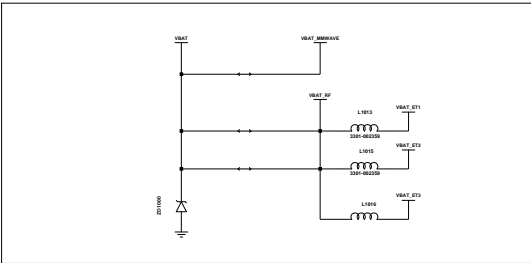 VBAT
VBAT_MMWAVE
VBAT_RF
L1013
VBAT_ET1
3301-002359
L1015
VBAT_ET2
3301-002359
ZD1000
L1016
VBAT_ET3